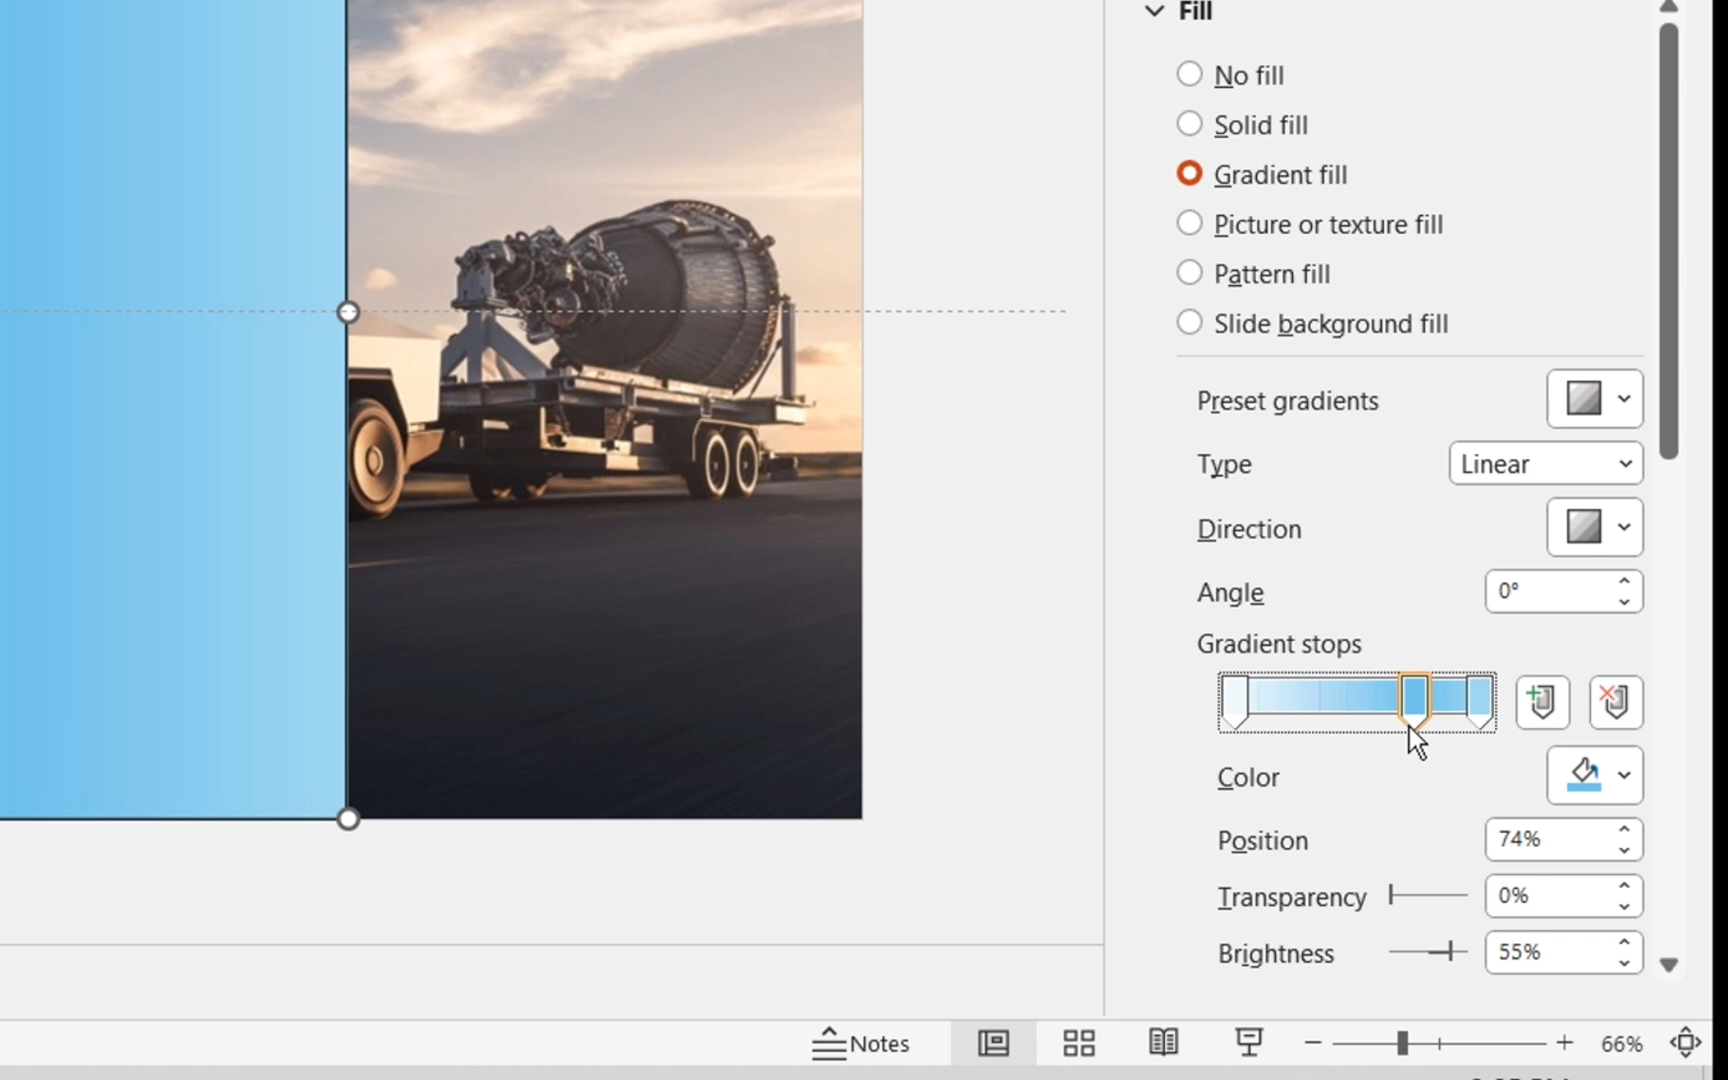 Fill
No fill
Solid fill
Gradient fill
Picture or texture fill
Pattern fill
Slide background fill
Preset gradients
Type Linear
Direction
Angle 0°
Gradient stops
Color
Position 74%
Transparency 0%
Brightness 55%
Notes 66%